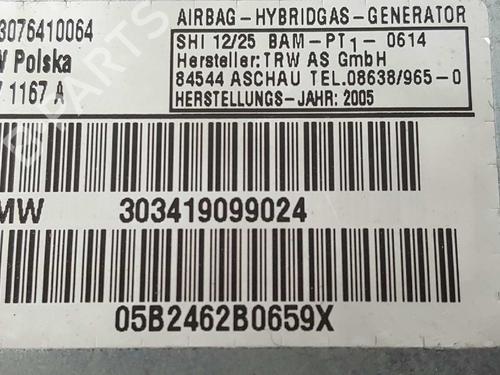 3076410064
W Polska
71167 A
AIRBAG-HYBRIDGAS-GENERATOR
SHI 12/25 BAM-PT1-0614
Hersteller:TRW AS GmbH
84544 ASCHAU TEL.08638/965-0
HERSTELLUNGS-JAHR:2005
MW 303419099024
05B2462B0659X